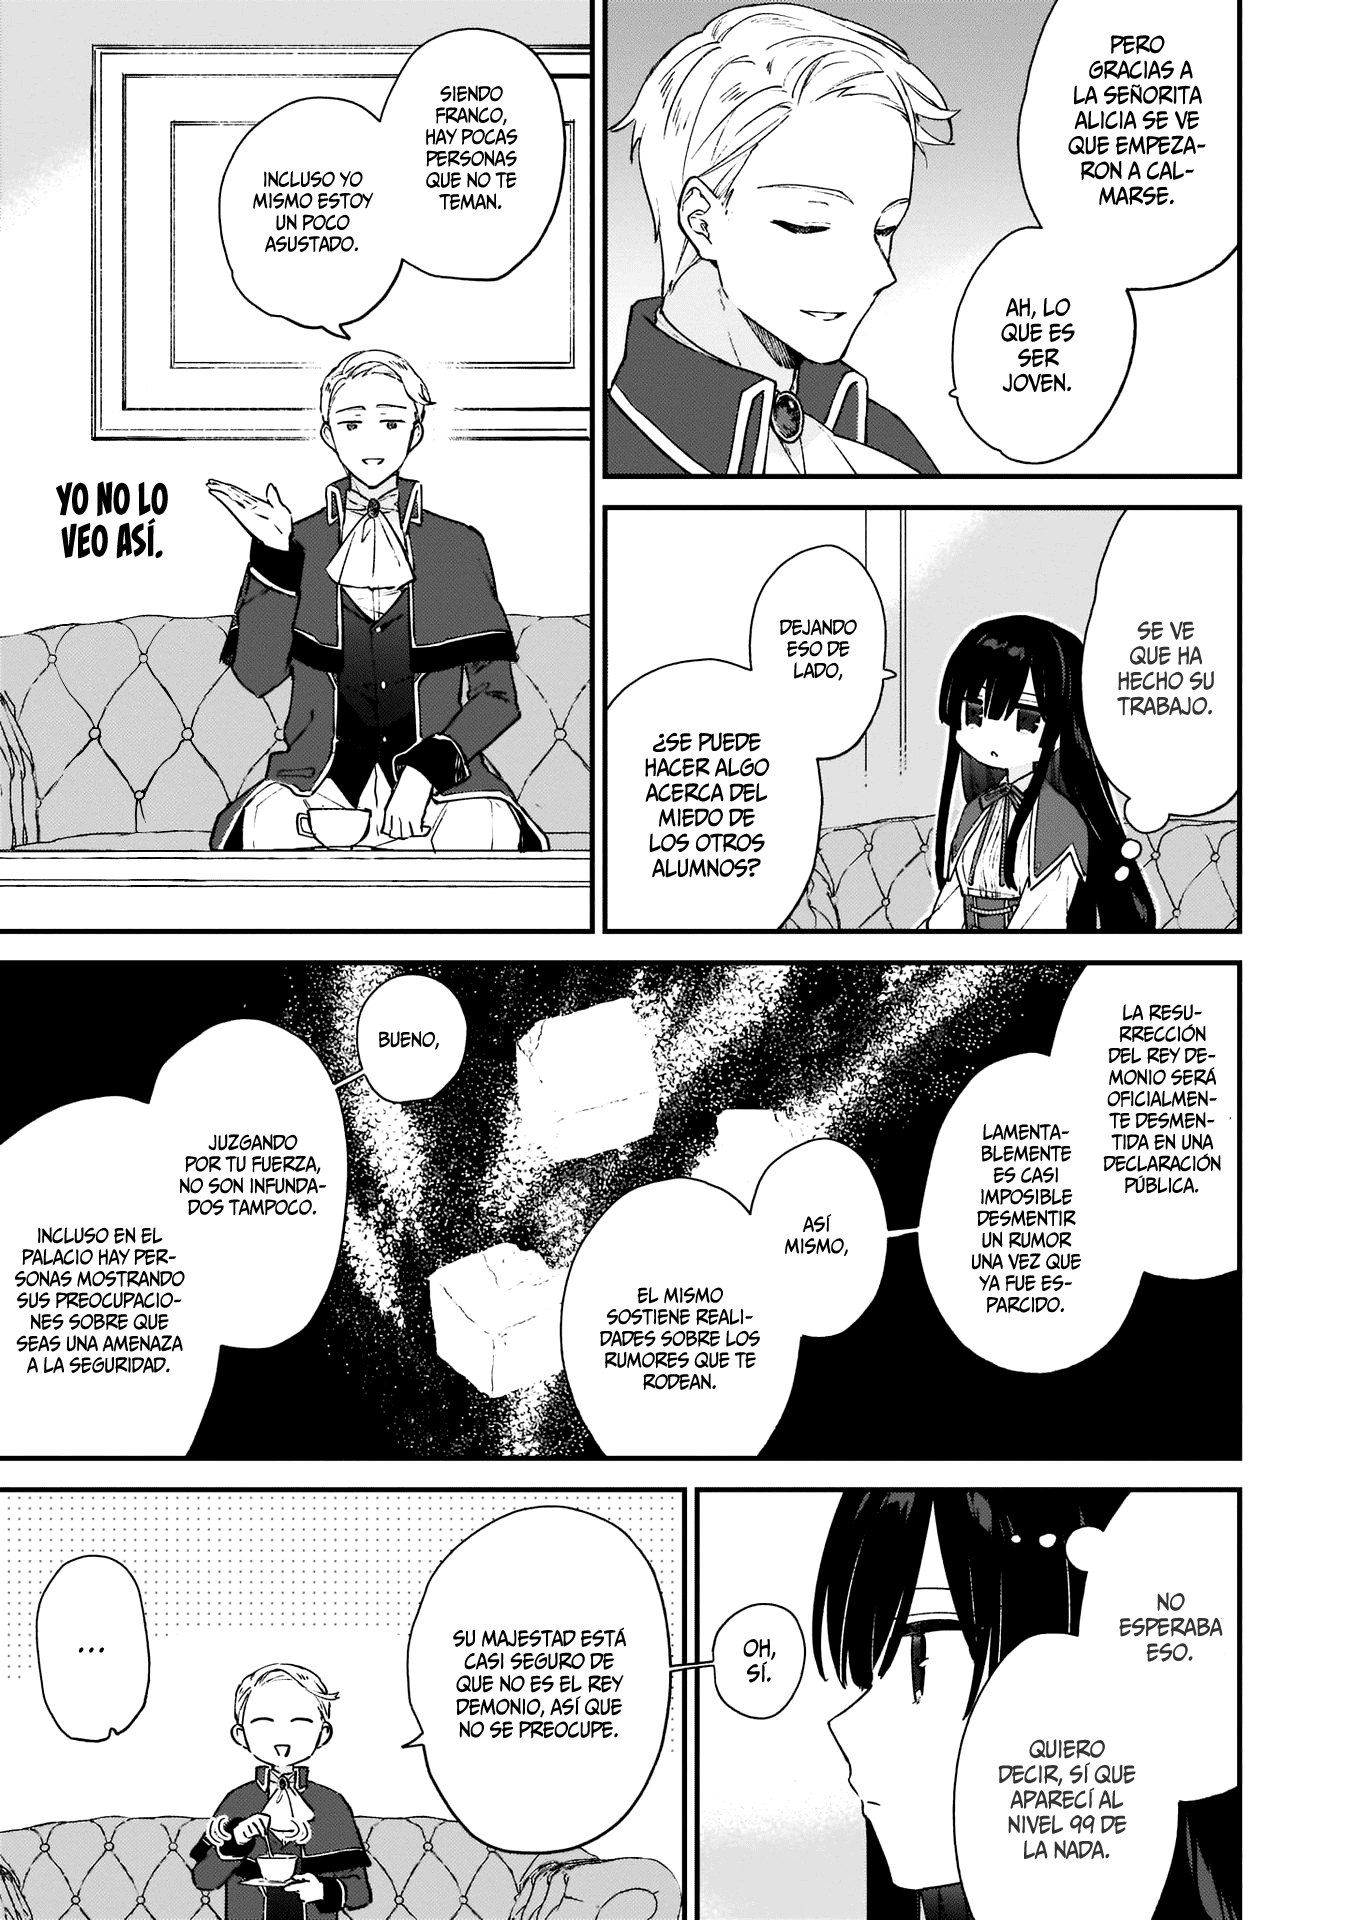 PERO
GRACIAS A
LA SEÑORITA
ALICIA SE VE
QUE EMPEZA-
RON A CAL-
MARSE.
AH, LO
QUE ES
SER
JOVEN.
SIENDO
FRANCO,
HAY POCAS
PERSONAS
QUE NO TE
TEMAN.
INCLUSO YO
MISMO ESTOY
UN POCO
ASUSTADO.
YO NO LO
VEO ASÍ.
SE VE
QUE HA
HECHO SU
TRABAJO.
DEJANDO
ESO DE
LADO,
¿SE PUEDE
HACER ALGO
ACERCA DEL
MIEDO DE
LOS OTROS
ALUMNOS?
LA RESU-
RRECCIÓN
DEL REY DE-
MONIO SERÁ
OFICIALMEN-
TE DESMEN-
TIDA EN UNA
DECLARACIÓN
PÚBLICA.
LAMENTA-
BLEMENTE
ES CASI
IMPOSIBLE
DESMENTIR
UN RUMOR
UNA VEZ QUE
YA FUE ES-
PARCIDO.
ASÍ
MISMO,
EL MISMO
SOSTIENE REALI-
DADES SOBRE LOS
RUMORES QUE TE
RODEAN.
BUENO,
JUZGANDO
POR TU FUERZA,
NO SON INFUNDA-
DOS TAMPOCO.
INCLUSO EN EL
PALACIO HAY PER-
SONAS MOSTRANDO
SUS PREOCUPACIO-
NES SOBRE QUE
SEAS UNA AMENAZA
A LA SEGURIDAD.
NO
ESPERABA
ESO.
QUIERO
DECIR, SÍ QUE
APARECÍ AL
NIVEL 99 DE
LA NADA.
OH,
SÍ.
SU MAJESTAD ESTÁ
CASI SEGURO DE
QUE NO ES EL REY
DEMONIO, ASÍ QUE
NO SE PREOCUPE.
...